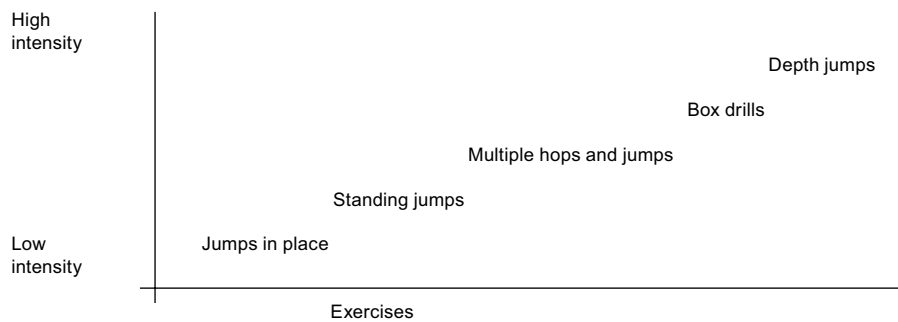 High
intensity
Depth jumps
Box drills
Multiple hops and jumps
Standing jumps
Low
intensity
Jumps in place
Exercises